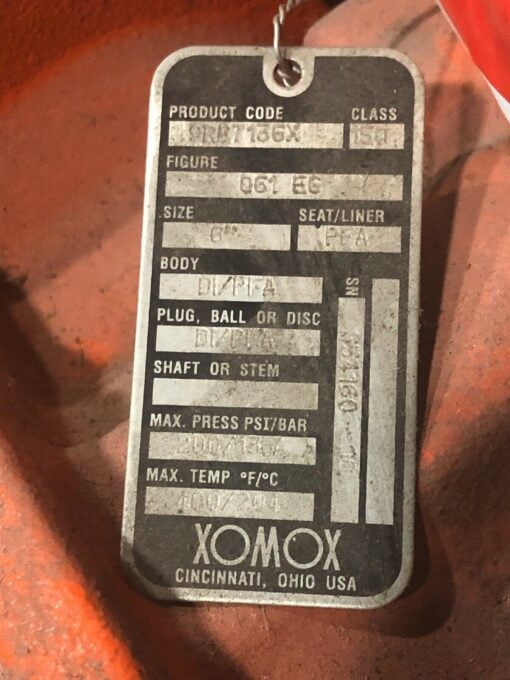 PRODUCT CODE CLASS
150
FIGURE
061 EG
SIZE SEAT/LINER
6" PFA
BODY
DI/PFA
PLUG, BALL OR DISC
DI/PFA
SHAFT OR STEM
MAX. PRESS PSI/BAR
MAX. TEMP °F/°C
400/204
SN
XOMOX
CINCINNATI, OHIO USA